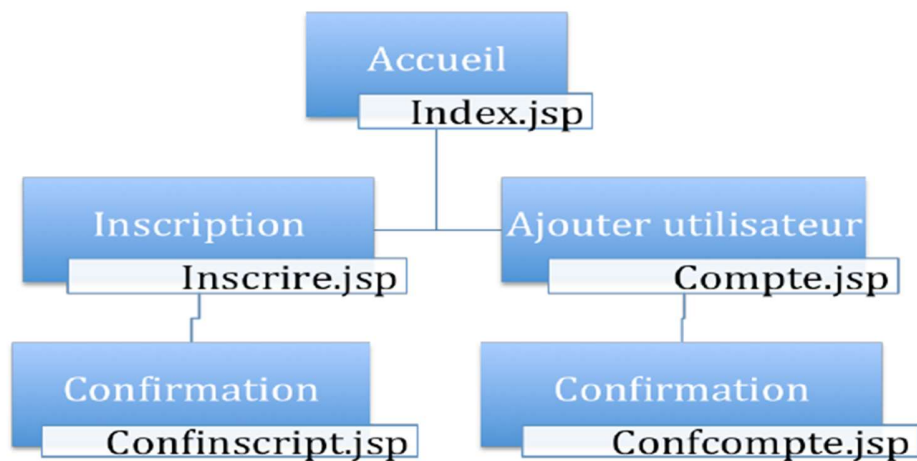 Accueil
Index.jsp
Inscription
Inscrire.jsp
Ajouter utilisateur
Compte.jsp
Confirmation
Confinscript.jsp
Confirmation
Confcompte.jsp